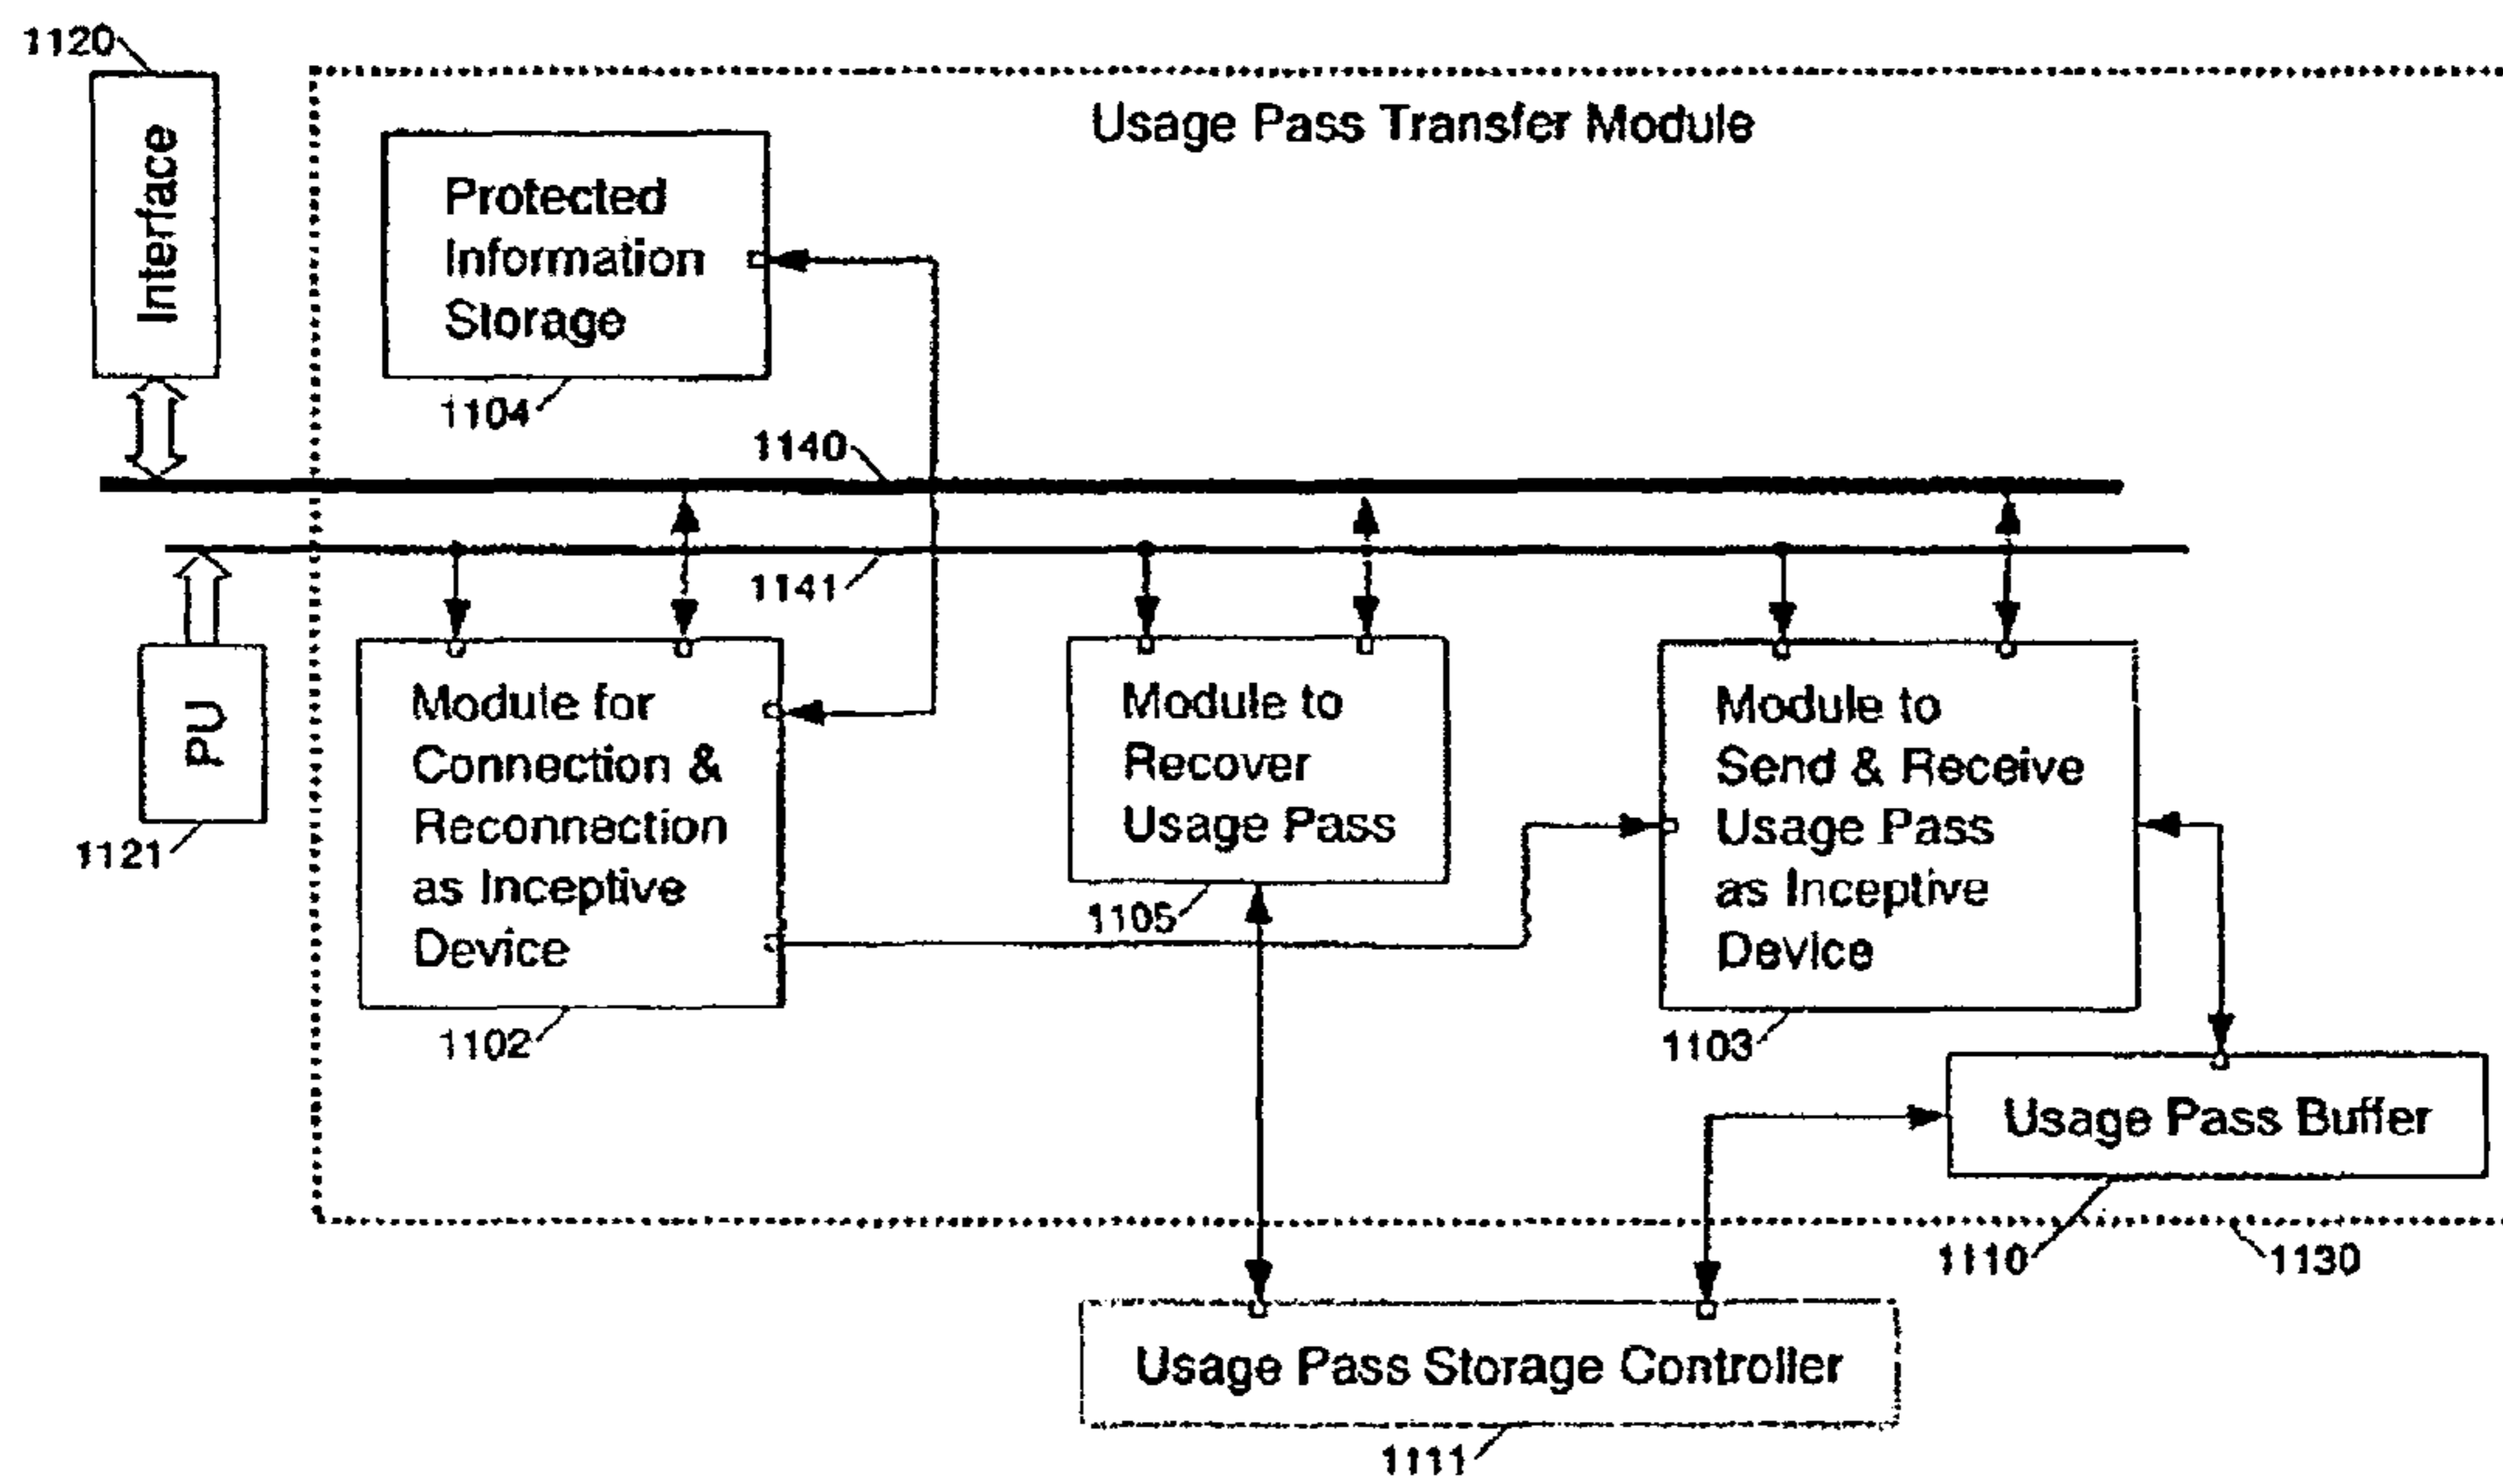 1120
Interface
Usage Pass Transfer Module
Protected
Information
Storage
1104
1140
1141
PU
1121
Module for
Connection &
Reconnection
as Inceptive
Device
1102
Module to
Recover
Usage Pass
1105
Module to
Send & Receive
Usage Pass
as Inceptive
Device
1103
Usage Pass Buffer
1110
1130
Usage Pass Storage Controller
1111